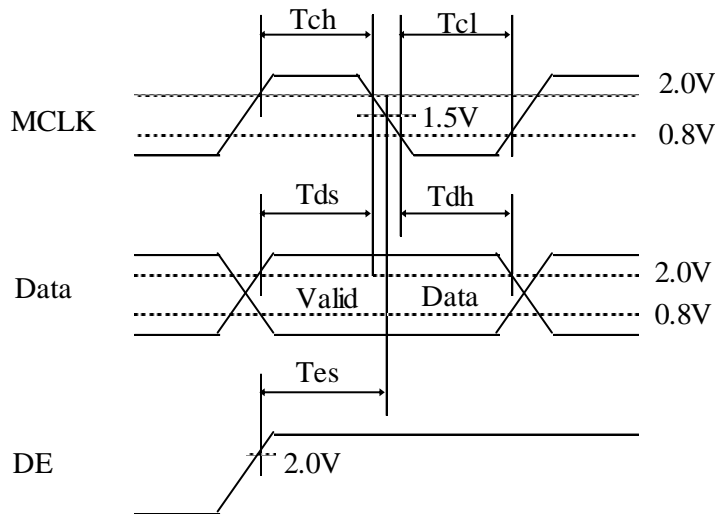 Tch Tcl
2.0V
MCLK
1.5V
0.8V
Tds Tdh
2.0V
Data
Valid Data
0.8V
Tes
DE
2.0V